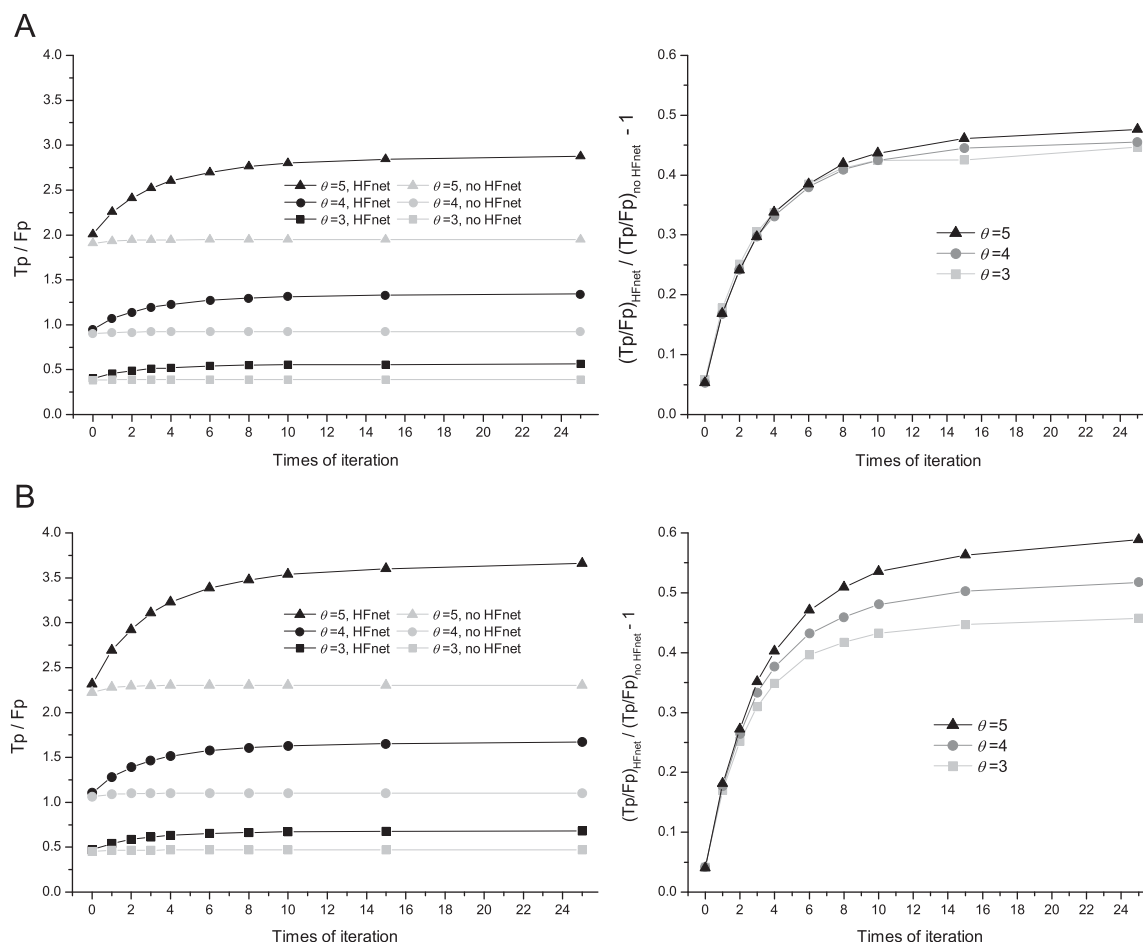 A
4.0
3.5
3.0
2.5
2.0
1.5
1.0
0.5
0.0
Tp / Fp
θ=5, HFnet θ=5, no HFnet
θ=4, HFnet θ=4, no HFnet
θ=3, HFnet θ=3, no HFnet
0 2 4 6 8 10 12 14 16 18 20 22 24
Times of iteration
0.6
0.5
0.4
0.3
0.2
0.1
0.0
(Tp/Fp)HFnet / (Tp/Fp)no HFnet - 1
θ=5
θ=4
θ=3
0 2 4 6 8 10 12 14 16 18 20 22 24
Times of iteration
B
4.0
3.5
3.0
2.5
2.0
1.5
1.0
0.5
0.0
Tp / Fp
θ=5, HFnet θ=5, no HFnet
θ=4, HFnet θ=4, no HFnet
θ=3, HFnet θ=3, no HFnet
0 2 4 6 8 10 12 14 16 18 20 22 24
Times of iteration
0.6
0.5
0.4
0.3
0.2
0.1
0.0
(Tp/Fp)HFnet / (Tp/Fp)no HFnet - 1
θ=5
θ=4
θ=3
0 2 4 6 8 10 12 14 16 18 20 22 24
Times of iteration